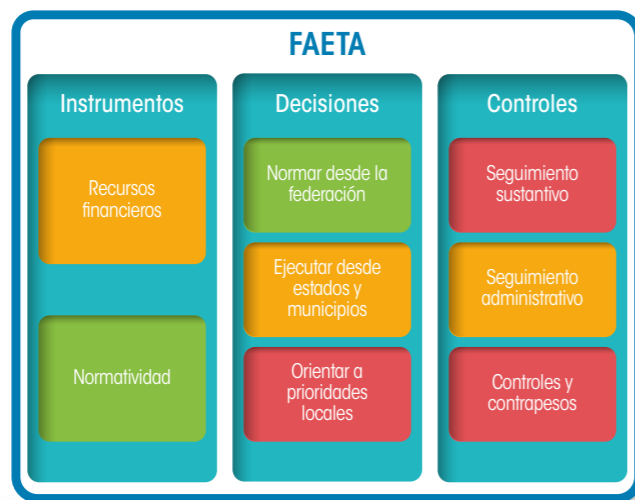 FAETA
Instrumentos
Recursos
financieros
Normatividad
Decisiones
Normar desde la
federación
Ejecutar desde
estados y
municipios
Orientar a
prioridades
locales
Controles
Seguimiento
sustantivo
Seguimiento
administrativo
Controles y
contrapesos